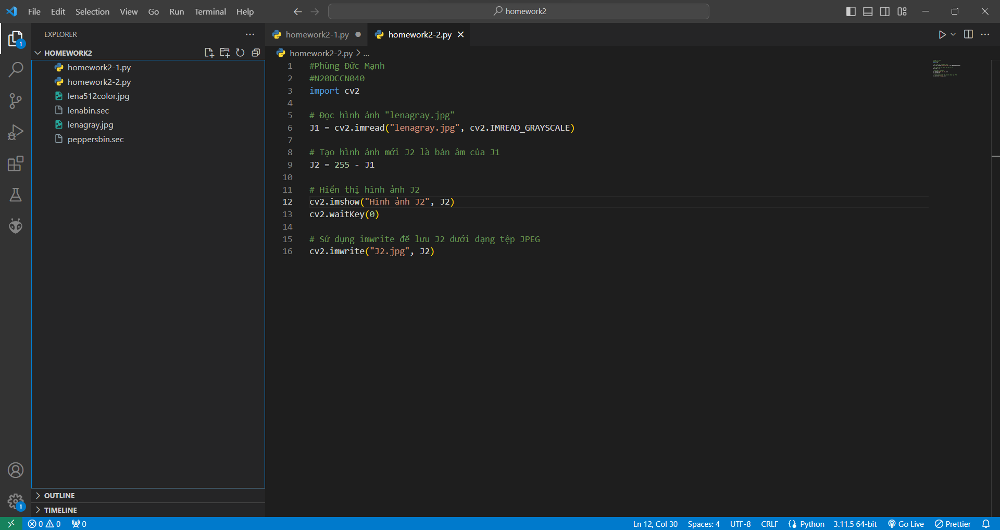 File Edit Selection View Go Run Terminal Help
homework2
EXPLORER
HOMEWORK2
homework2-1.py
homework2-2.py
lena512color.jpg
lenabin.sec
lenagray.jpg
peppersbin.sec
OUTLINE
TIMELINE
1
1
homework2-1.py
homework2-2.py
homework2-2.py > ...
1 #Phùng Đức Mạnh
2 #N20DCCN040
3 import cv2
4
5 # Đọc hình ảnh "lenagray.jpg"
6 J1 = cv2.imread("lenagray.jpg", cv2.IMREAD_GRAYSCALE)
7
8 # Tạo hình ảnh mới J2 là bản âm của J1
9 J2 = 255 - J1
10
11 # Hiển thị hình ảnh J2
12 cv2.imshow("Hình ảnh J2", J2)
13 cv2.waitKey(0)
14
15 # Sử dụng imwrite để lưu J2 dưới dạng tệp JPEG
16 cv2.imwrite("J2.jpg", J2)
0 0 0 Ln 12, Col 30 Spaces: 4 UTF-8 CRLF Python 3.11.5 64-bit Go Live Prettier